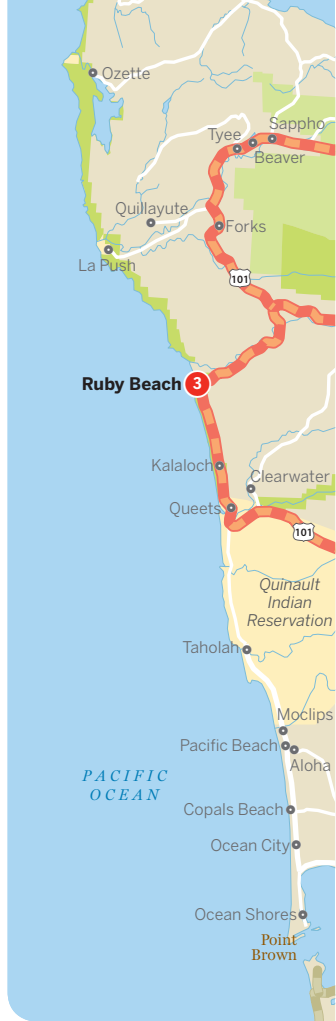 Ozette
Sappho
Tyee
Beaver
Quillayute
Forks
La Push
101
Ruby Beach 3
Kalaloch
Clearwater
Queets
101
Quinault
Indian
Reservation
Taholah
Moclips
Pacific Beach
Aloha
PACIFIC
OCEAN
Copals Beach
Ocean City
Ocean Shores
Point
Brown